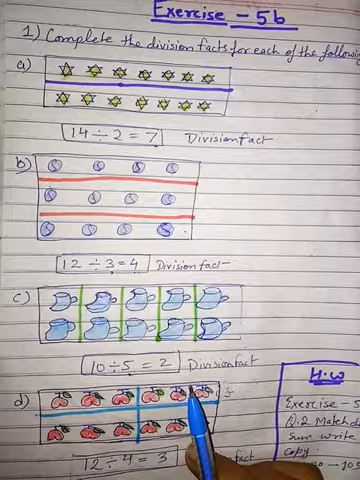 Exercise - 5b
1) Complete the division facts for each of the following
a)
14 ÷ 2 = 7 Division fact
b)
12 ÷ 3 = 4 Division fact
c)
10 ÷ 5 = 2 Division fact
d)
12 ÷ 4 = 3 fact
H.W
Exercise - 5
Q.2 Match d
Sum write
copy.